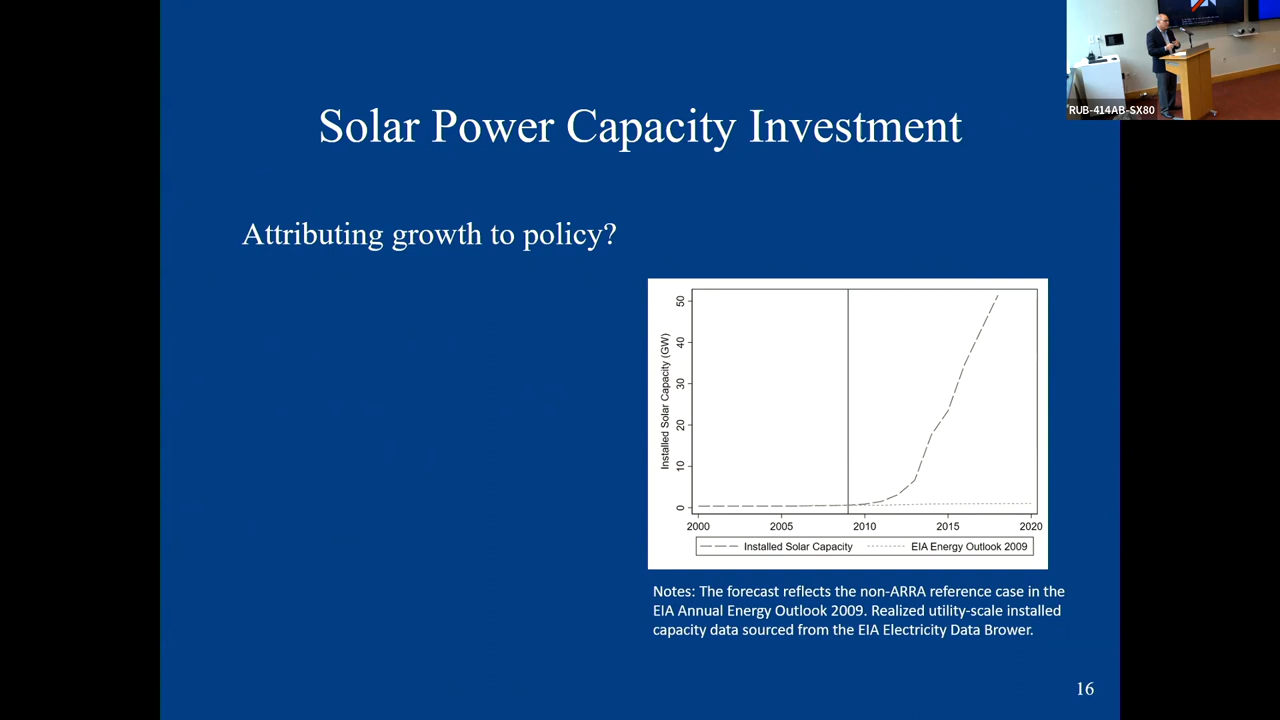 RUB-414AB-SX80
Solar Power Capacity Investment
Attributing growth to policy?
Installed Solar Capacity (GW)
50
40
30
20
10
0
2000 2005 2010 2015 2020
Installed Solar Capacity EIA Energy Outlook 2009
Notes: The forecast reflects the non-ARRA reference case in the
EIA Annual Energy Outlook 2009. Realized utility-scale installed
capacity data sourced from the EIA Electricity Data Brower.
16